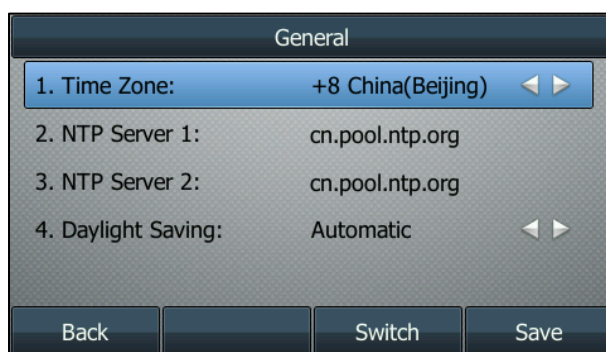 General
1. Time Zone: +8 China(Beijing)
2. NTP Server 1: cn.pool.ntp.org
3. NTP Server 2: cn.pool.ntp.org
4. Daylight Saving: Automatic
Back Switch Save